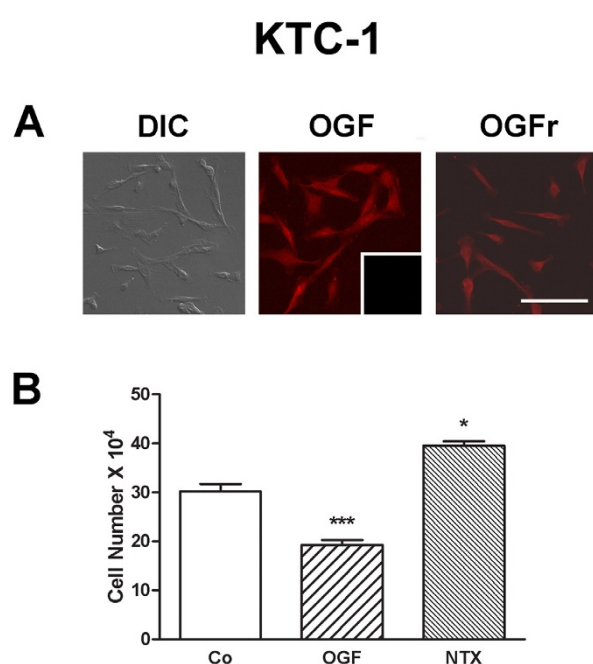 KTC-1
A
DIC OGF OGFr
B
Cell Number X 10⁴
50
40
30
20
10
0
***
*
Co OGF NTX